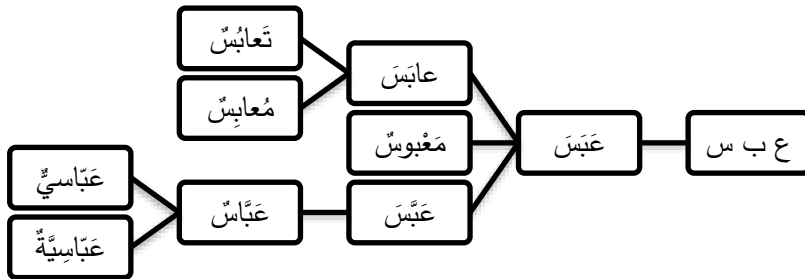 ع ب س
عَبَسَ
عابَسَ
مَعْبوسٌ
عَبَّسَ
تَعابُسٌ
مُعابِسٌ
عَبَّاسٌ
عَبّاسيٌّ
عَبّاسِيَّةٌ